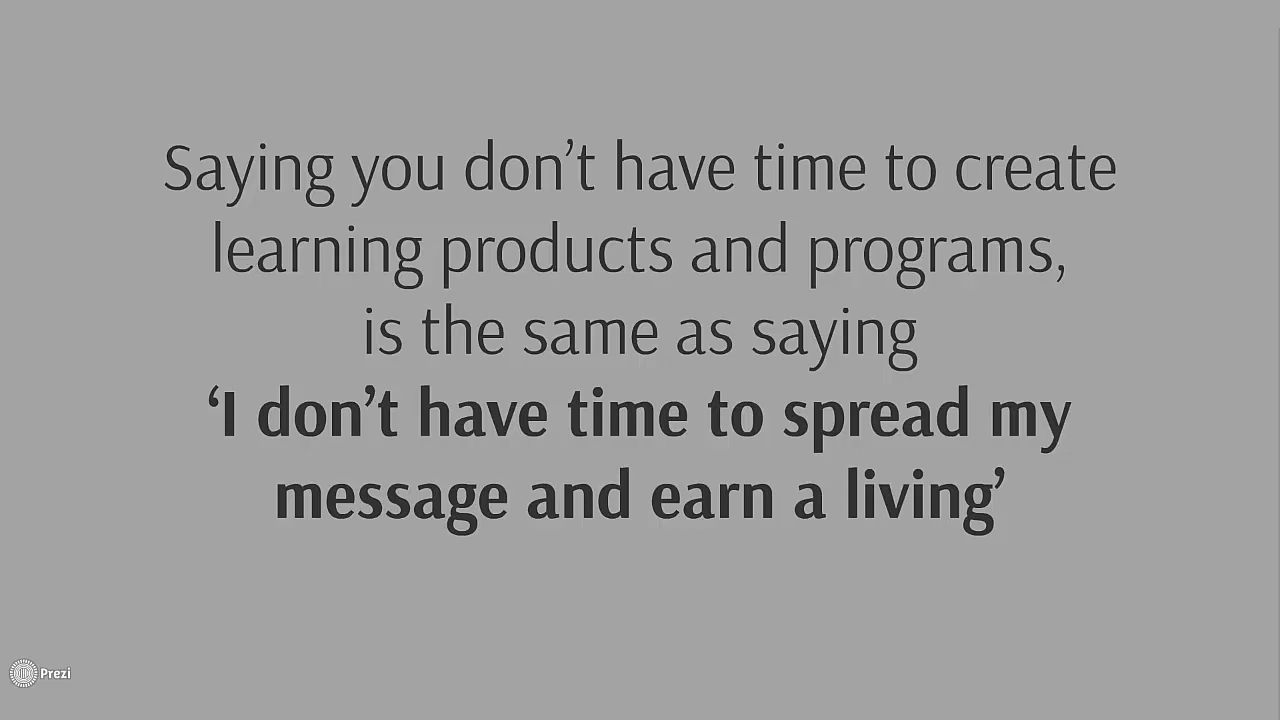 Saying you don’t have time to create
learning products and programs,
is the same as saying
‘I don’t have time to spread my
message and earn a living’
Prezi